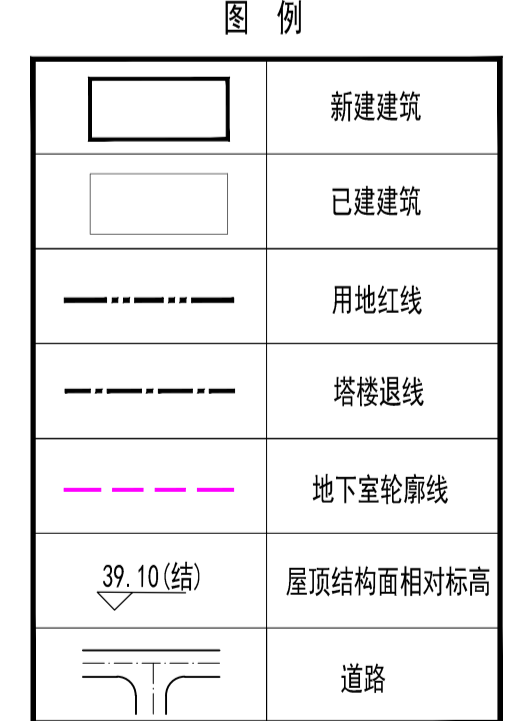 图 例
新建建筑
已建建筑
用地红线
塔楼退线
地下室轮廓线
39.10(结)
屋顶结构面相对标高
道路